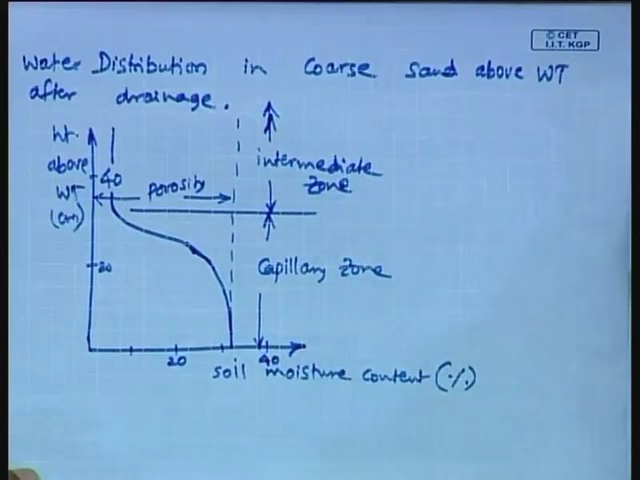 © CET
I.I.T. KGP
Water Distribution in Coarse Sand above WT
after drainage.
ht.
above
WT
(cm)
40
20
Porosity
intermediate
zone
Capillary Zone
20
40
soil moisture content (%)